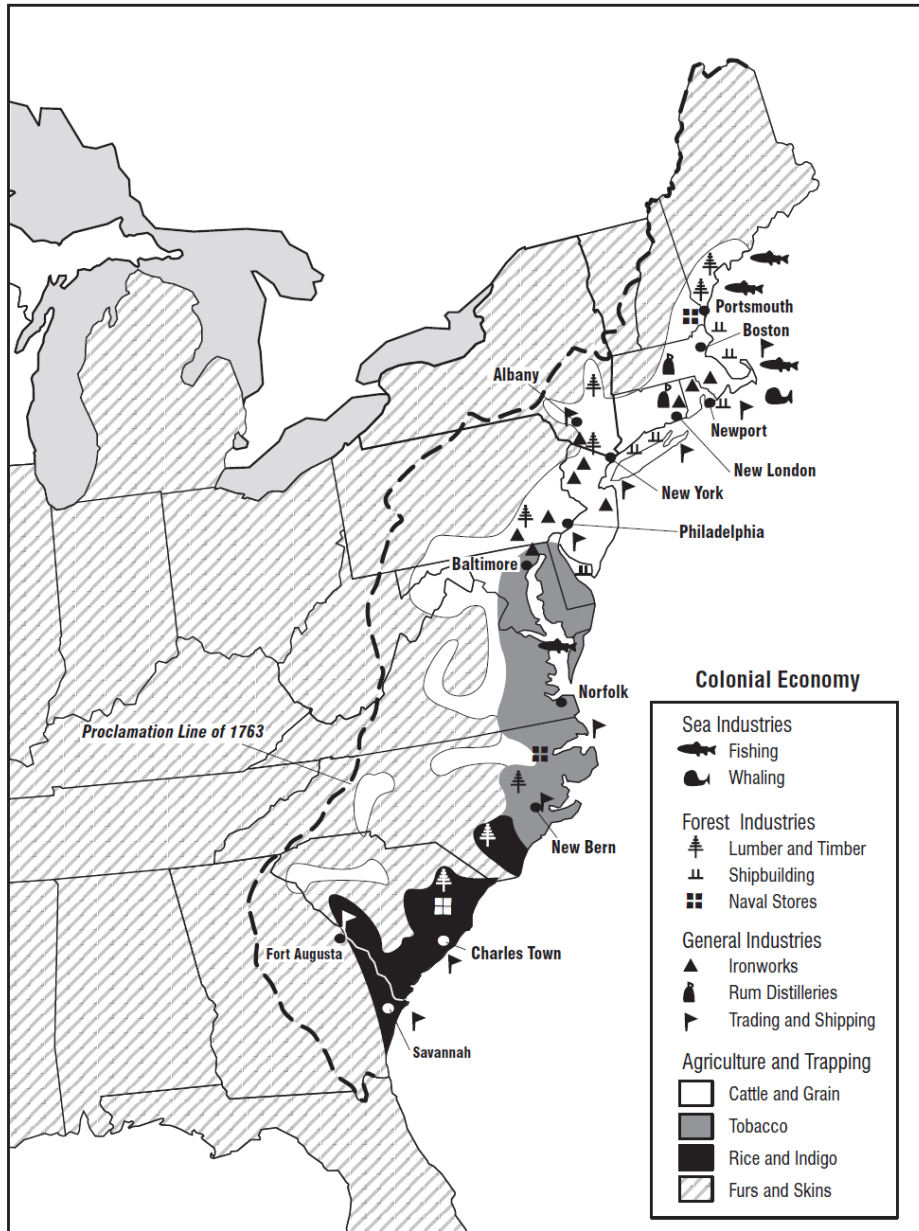 Portsmouth
Boston
Albany
Newport
New London
New York
Philadelphia
Baltimore
Norfolk
Proclamation Line of 1763
New Bern
Fort Augusta
Charles Town
Savannah
Colonial Economy
Sea Industries
Fishing
Whaling
Forest Industries
Lumber and Timber
Shipbuilding
Naval Stores
General Industries
Ironworks
Rum Distilleries
Trading and Shipping
Agriculture and Trapping
Cattle and Grain
Tobacco
Rice and Indigo
Furs and Skins